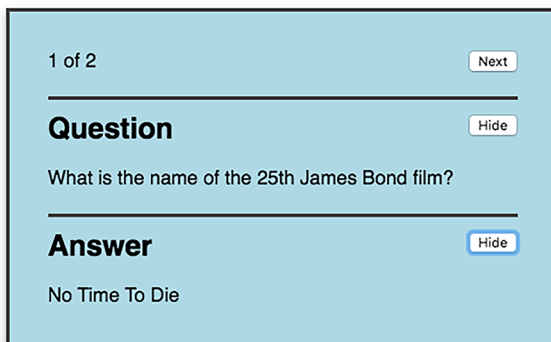 1 of 2 Next
Question Hide
What is the name of the 25th James Bond film?
Answer Hide
No Time To Die